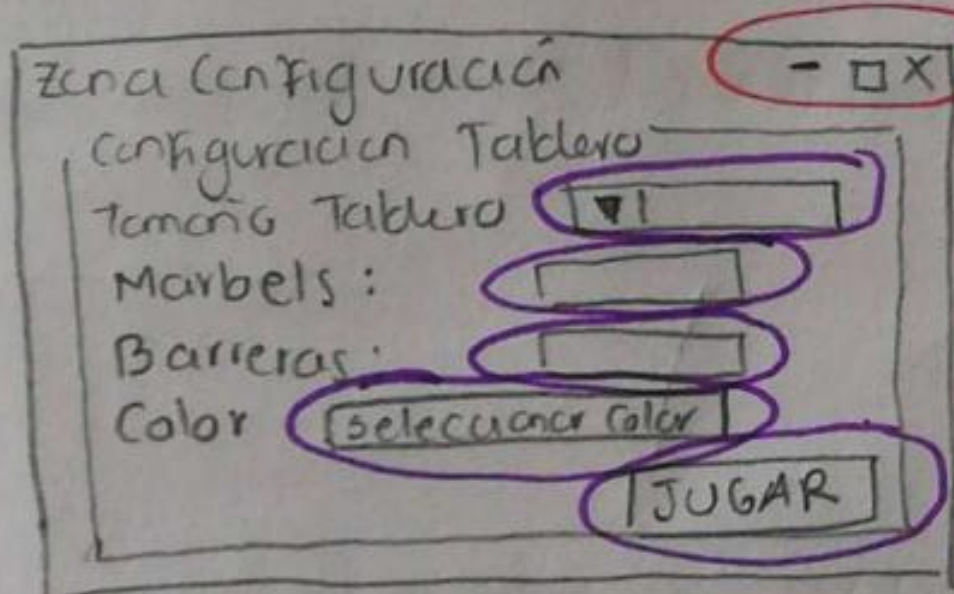 Zona Configuración
Configuración Tablero
Tamaño Tablero ▼
Marbels:
Barreras:
Color seleccionar Color
JUGAR